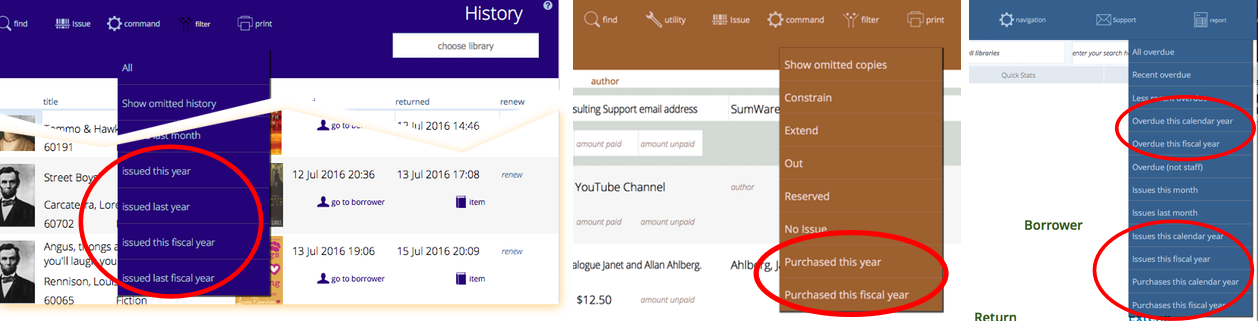 find
Issue
command
filter
print
History
choose library
All
Show omitted history
title
returned
renew
last month
Tammo & Hawk
60191
go to borrower
12 Jul 2016 14:46
Street Boys
issued this year
12 Jul 2016 20:36
13 Jul 2016 17:08
renew
Carcaterra, Lore
issued last year
go to borrower
item
60702
Angus, thongs a
you'll laugh you
issued this fiscal year
13 Jul 2016 19:06
15 Jul 2016 20:09
renew
Rennison, Louis
issued last fiscal year
go to borrower
item
60065
Fiction
find
utility
Issue
command
filter
print
Show omitted copies
author
Constrain
sulting Support email address
SumWare
Extend
amount paid
amount unpaid
Out
YouTube Channel
author
Reserved
amount paid
amount unpaid
No Issue
alogue Janet and Allan Ahlberg.
Ahlberg, J
Purchased this year
$12.50
amount unpaid
Purchased this fiscal year
navigation
Support
report
all libraries
enter your search h
All overdue
Quick Stats
Recent overdue
Less recent overdue
Overdue this calendar year
Overdue this fiscal year
Overdue (not staff)
Issues this month
Issues last month
Borrower
Issues this calendar year
Issues this fiscal year
Purchases this calendar year
Purchases this fiscal year
Return